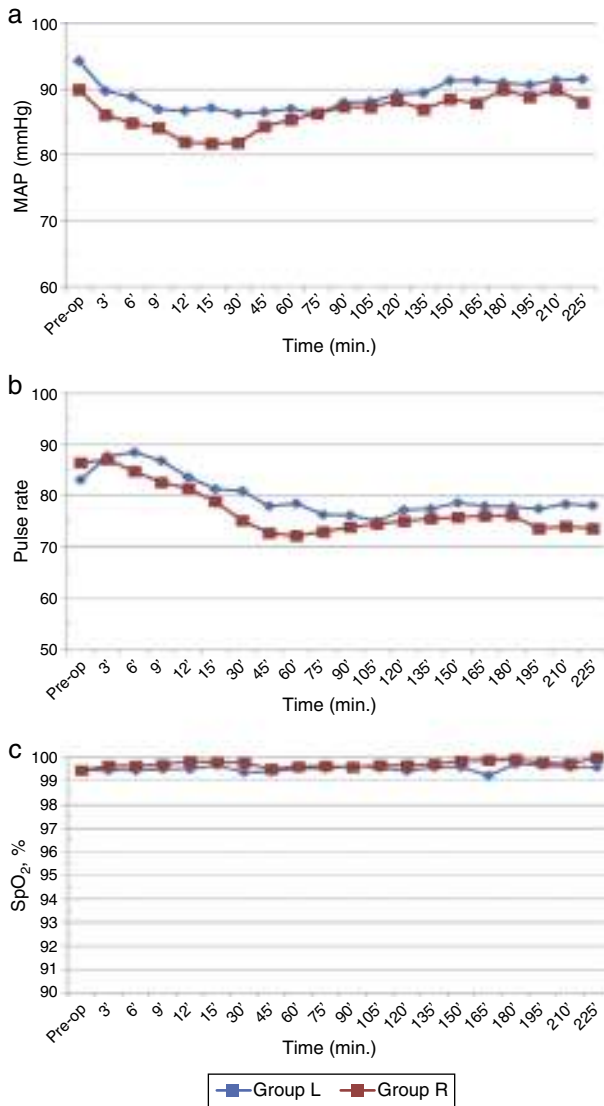 a
100
90
80
70
60
MAP (mmHg)
Pre-op 3' 6' 9' 12' 15' 30' 45' 60' 75' 90' 105' 120' 135' 150' 165' 180' 195' 210' 225'
Time (min.)
b
100
90
80
70
60
50
Pulse rate
Pre-op 3' 6' 9' 12' 15' 30' 45' 60' 75' 90' 105' 120' 135' 150' 165' 180' 195' 210' 225'
Time (min.)
c
100
99
98
97
96
95
94
93
92
91
90
SpO₂, %
Pre-op 3' 6' 9' 12' 15' 30' 45' 60' 75' 90' 105' 120' 135' 150' 165' 180' 195' 210' 225'
Time (min.)
Group L Group R